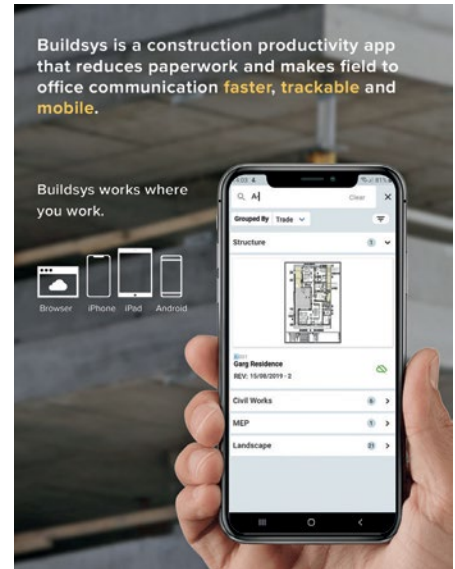 Buildsys is a construction productivity app
that reduces paperwork and makes field to
office communication faster, trackable and
mobile.
Buildsys works where
you work.
Browser iPhone iPad Android
Clear
Grouped By Trade
Structure
Garg Residence
REV: 15/08/2019 - 2
Civil Works
MEP
Landscape